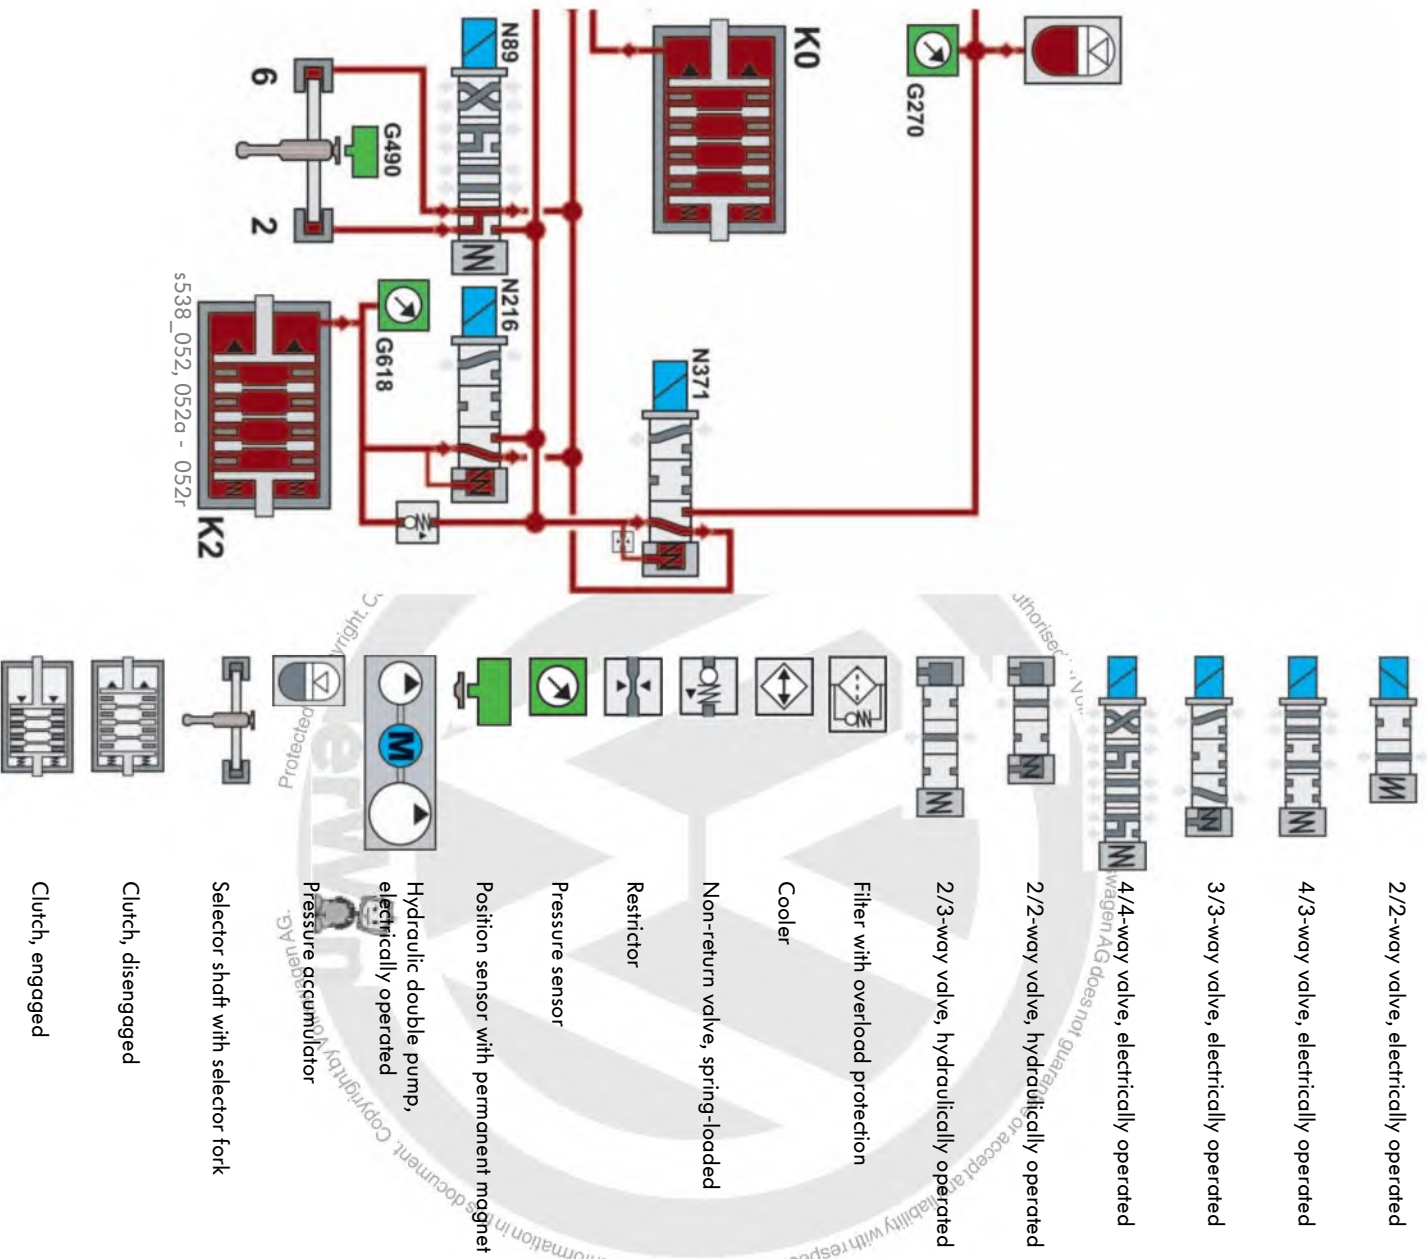 K0
G270
N89
6
G490
2
N216
G618
N371
K2
s538_052, 052a - 052r
2/2-way valve, electrically operated
4/3-way valve, electrically operated
3/3-way valve, electrically operated
4/4-way valve, electrically operated
2/2-way valve, hydraulically operated
2/3-way valve, hydraulically operated
Filter with overload protection
Cooler
Non-return valve, spring-loaded
Restrictor
Pressure sensor
Position sensor with permanent magnet
M
Hydraulic double pump,
electrically operated
Pressure accumulator
Selector shaft with selector fork
Clutch, disengaged
Clutch, engaged